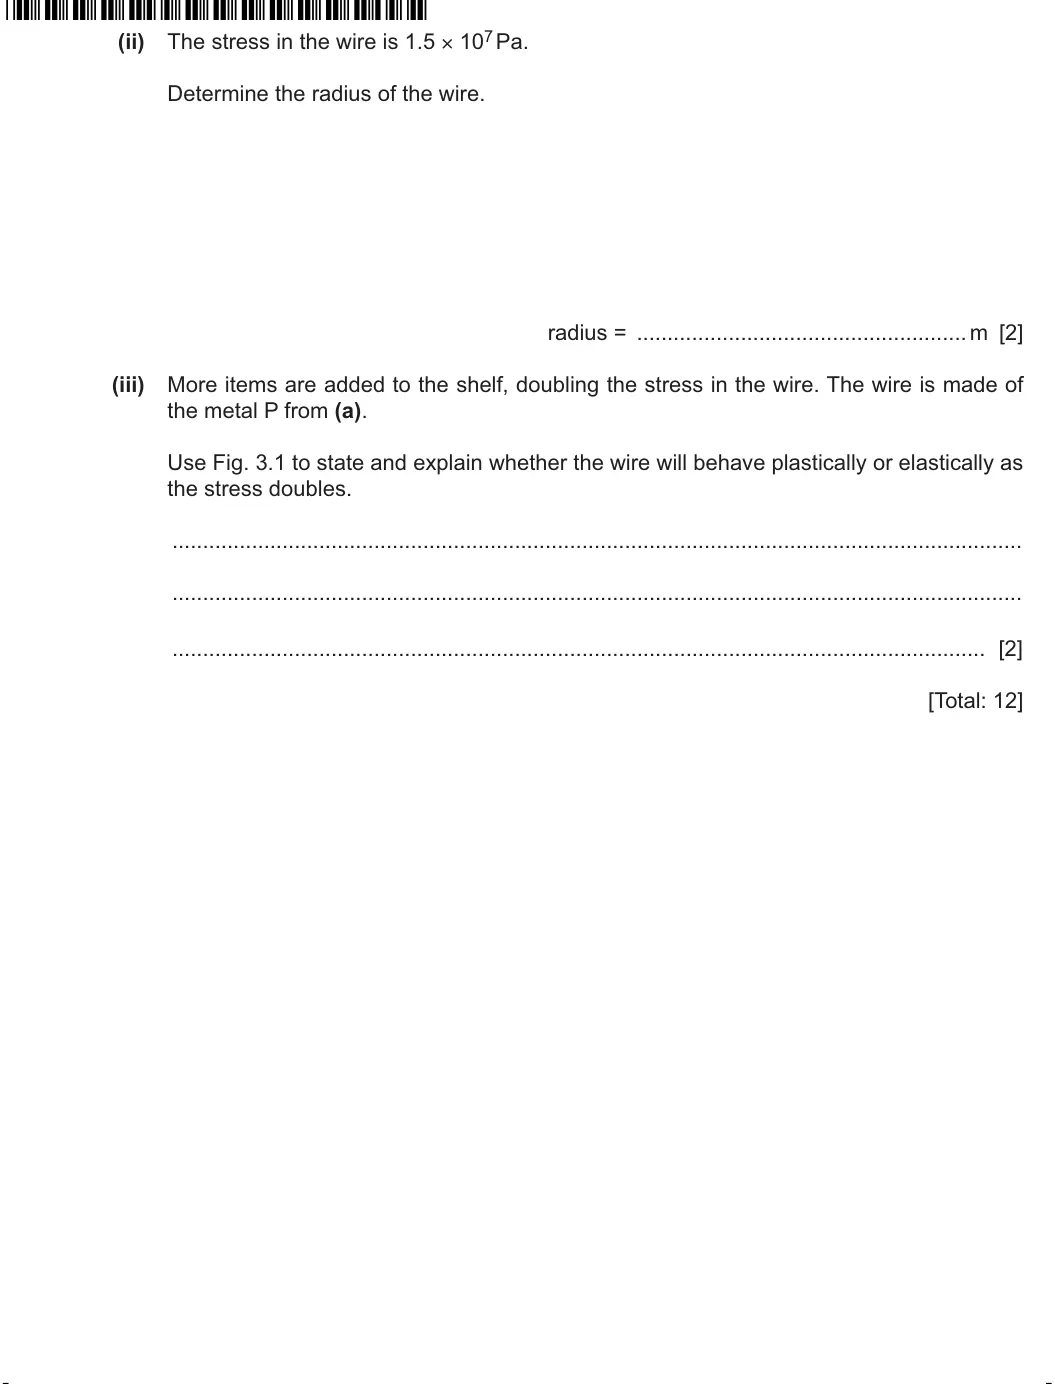 (ii) The stress in the wire is 1.5 × 10⁷ Pa.
Determine the radius of the wire.
radius = ...................................................... m [2]
(iii) More items are added to the shelf, doubling the stress in the wire. The wire is made of
the metal P from (a).
Use Fig. 3.1 to state and explain whether the wire will behave plastically or elastically as
the stress doubles.
...........................................................................................................................................
...........................................................................................................................................
..................................................................................................................................... [2]
[Total: 12]